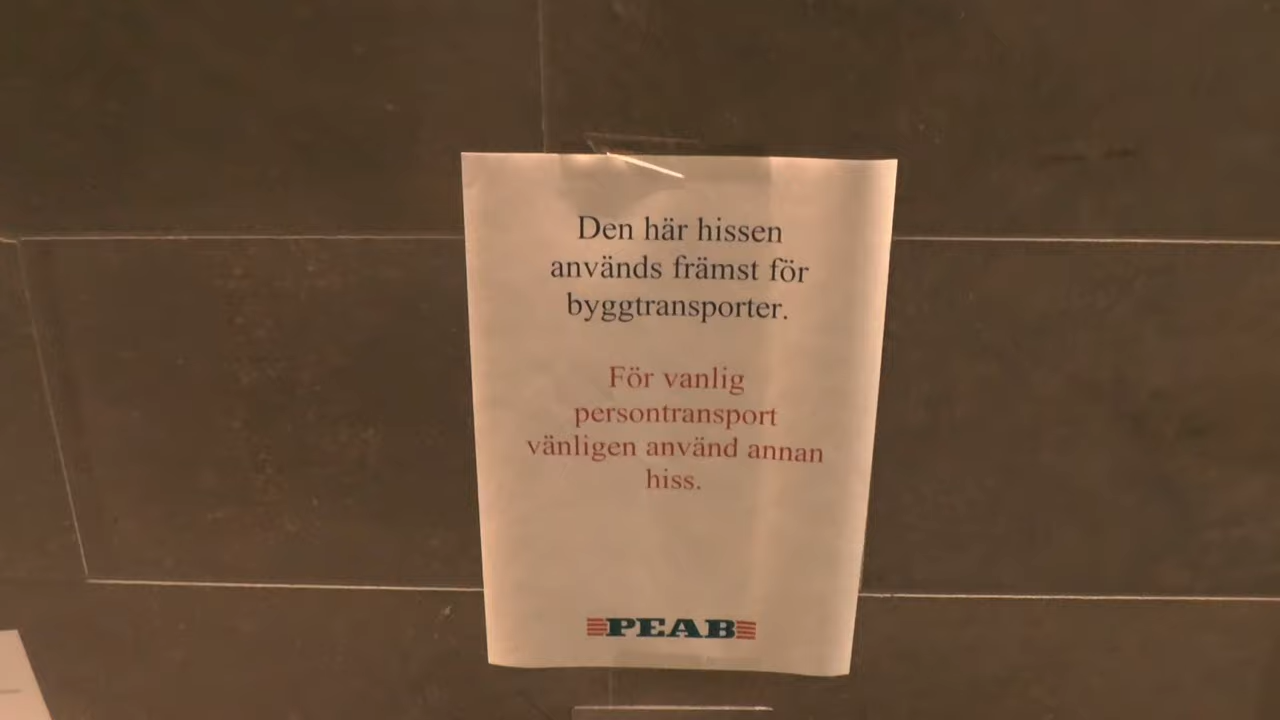 Den här hissen
används främst för
byggtransporter.
För vanlig
persontransport
vänligen använd annan
hiss.
PEAB